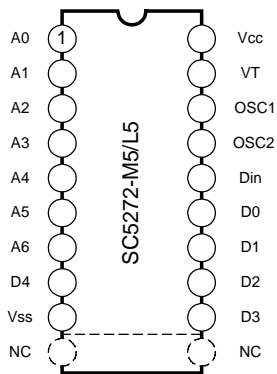 A0 1 Vcc
A1 VT
A2 OSC1
A3 OSC2
A4 Din
A5 D0
A6 D1
D4 D2
Vss D3
NC NC
SC5272-M5/L5